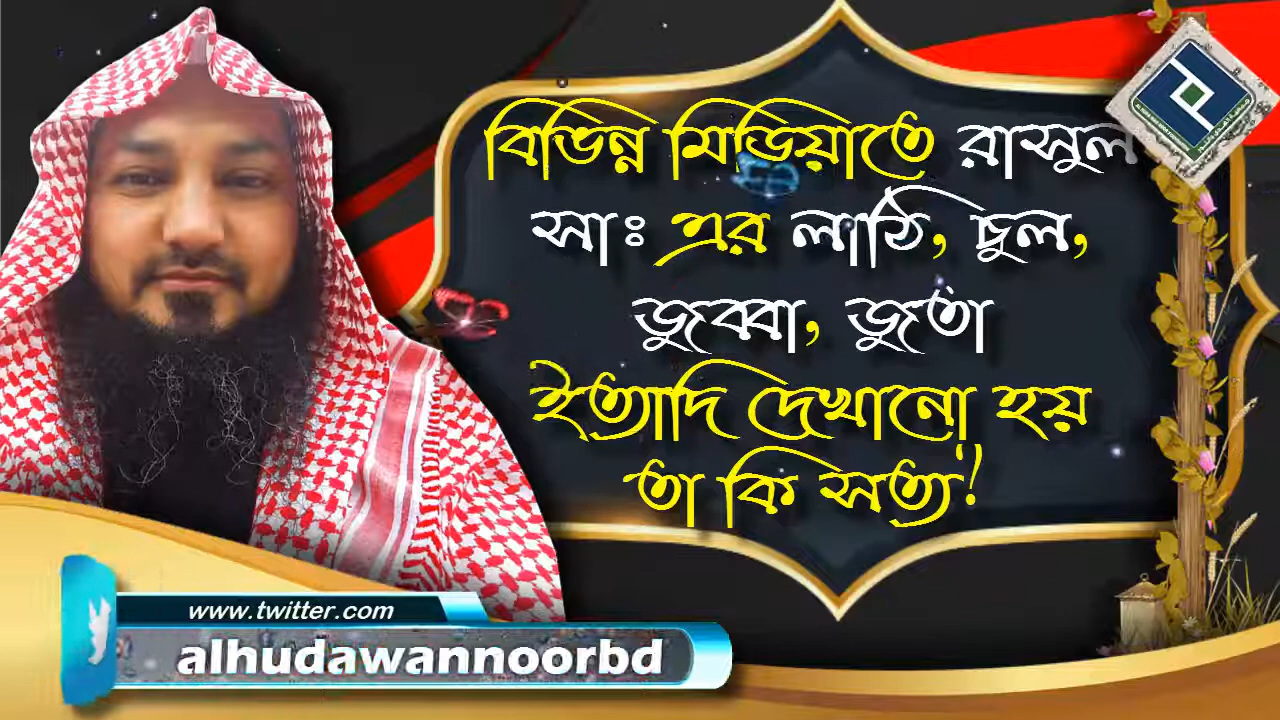 বিভিন্ন মিডিয়াতে রাসুল
সাঃ এর লাঠি, চুল,
জুব্বা, জুতা
ইত্যাদি দেখানো হয়
তা কি সত্য!
www.twitter.com
alhudawannoorbd